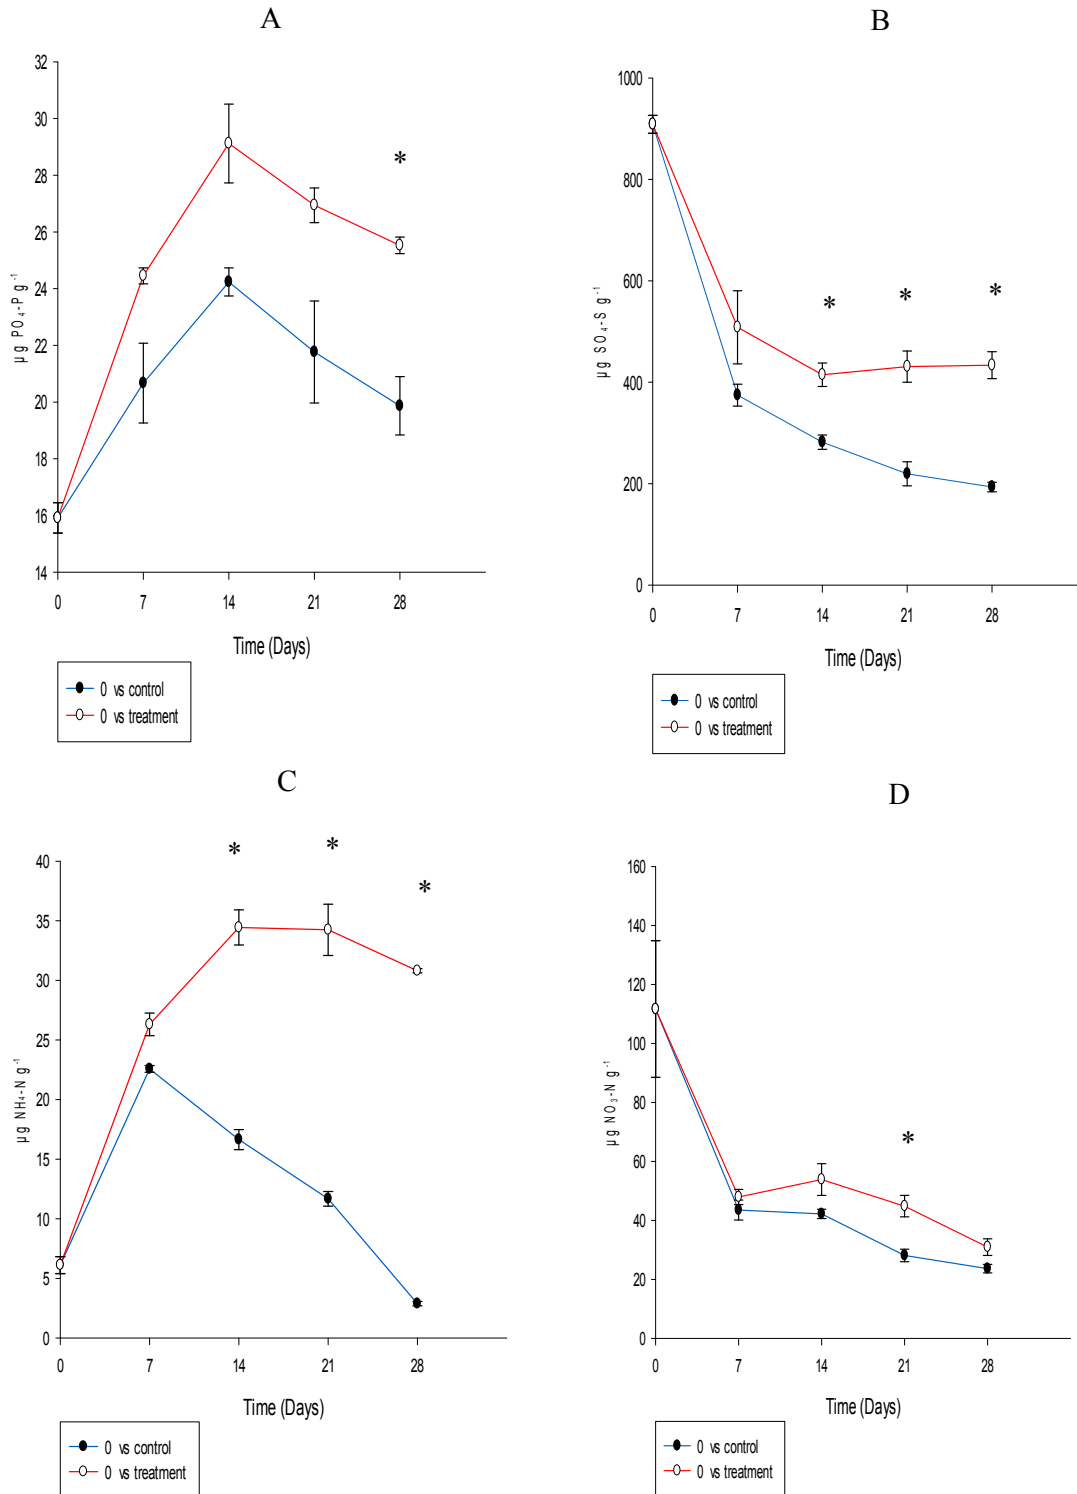 A
32
30
28
26
24
22
20
18
16
14
*
µg PO₄-P g⁻¹
0 7 14 21 28
Time (Days)
0 vs control
0 vs treatment
B
1000
800
600
400
200
0
* * *
µg SO₄-S g⁻¹
0 7 14 21 28
Time (Days)
0 vs control
0 vs treatment
C
40
35
30
25
20
15
10
5
0
* * *
µg NH₄-N g⁻¹
0 7 14 21 28
Time (Days)
0 vs control
0 vs treatment
D
160
140
120
100
80
60
40
20
0
*
µg NO₃-N g⁻¹
0 7 14 21 28
Time (Days)
0 vs control
0 vs treatment